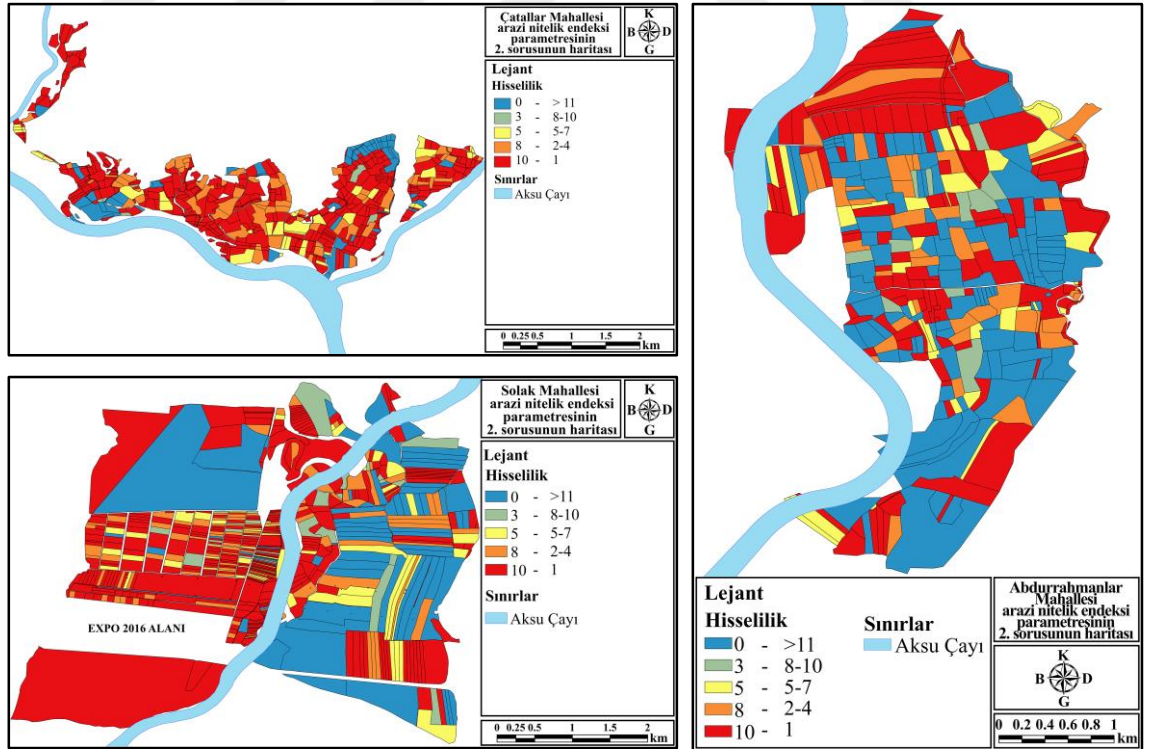 Çatallar Mahallesi
arazi nitelik endeksi
parametresinin
2. sorusunun haritası
K
B D
G
Lejant
Hisselilik
0 - > 11
3 - 8-10
5 - 5-7
8 - 2-4
10 - 1
Sınırlar
Aksu Çayı
0 0.25 0.5 1 1.5 2
km
Solak Mahallesi
arazi nitelik endeksi
parametresinin
2. sorusunun haritası
K
B D
G
Lejant
Hisselilik
0 - >11
3 - 8-10
5 - 5-7
8 - 2-4
10 - 1
Sınırlar
Aksu Çayı
EXPO 2016 ALANI
0 0.25 0.5 1 1.5 2
km
Lejant
Hisselilik
0 - >11
3 - 8-10
5 - 5-7
8 - 2-4
10 - 1
Sınırlar
Aksu Çayı
Abdurrahmanlar
Mahallesi
arazi nitelik endeksi
parametresinin
2. sorusunun haritası
K
B D
G
0 0.2 0.4 0.6 0.8 1
km